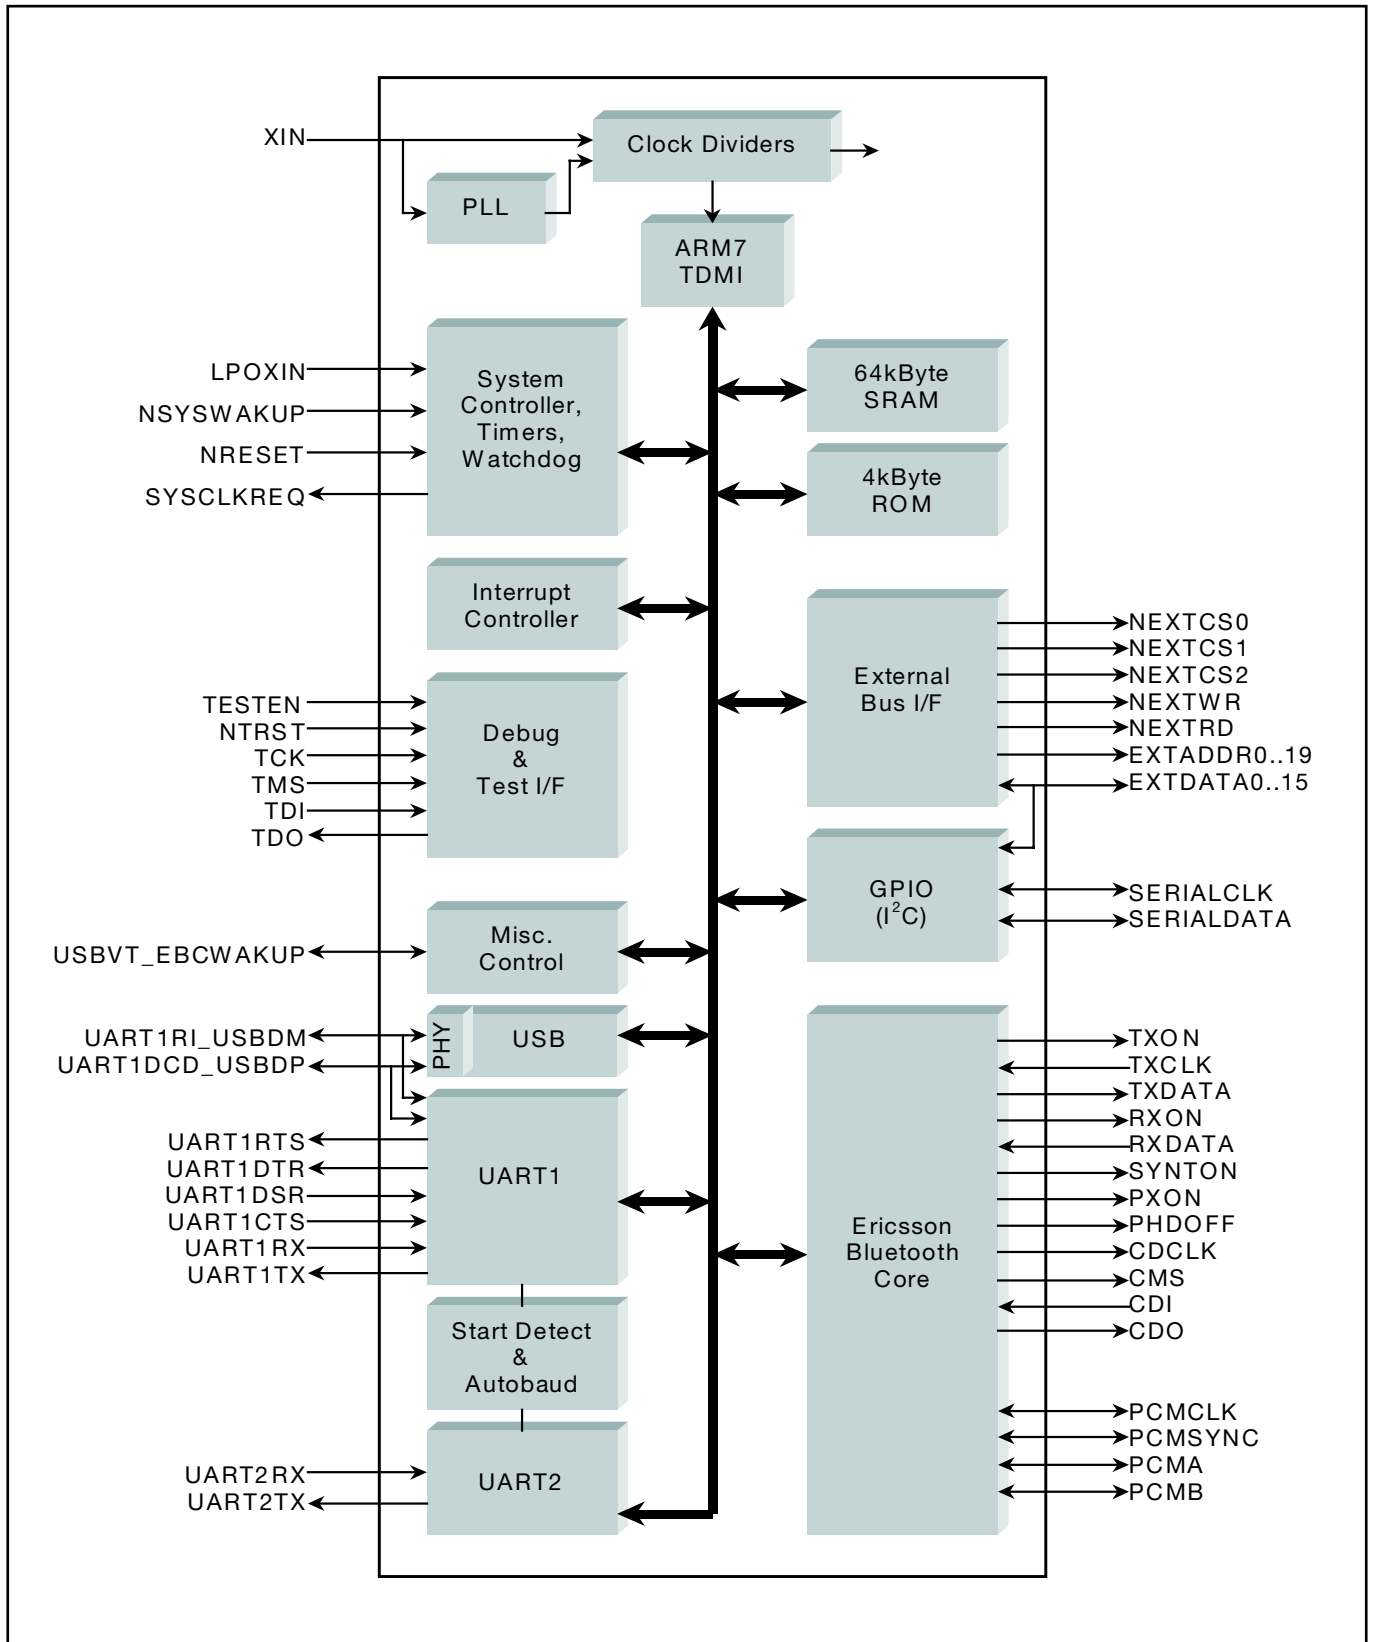 XIN
Clock Dividers
PLL
ARM7
TDMI
LPOXIN
NSYSWAKUP
NRESET
SYSCLKREQ
System
Controller,
Timers,
Watchdog
64kByte
SRAM
4kByte
ROM
Interrupt
Controller
External
Bus I/F
NEXTCS0
NEXTCS1
NEXTCS2
NEXTWR
NEXTRD
EXTADDR0..19
EXTDATA0..15
TESTEN
NTRST
TCK
TMS
TDI
TDO
Debug
&
Test I/F
GPIO
(I²C)
SERIALCLK
SERIALDATA
USBVT_EBCWAKUP
Misc.
Control
UART1RI_USBDM
UART1DCD_USBDP
PHY
USB
UART1RTS
UART1DTR
UART1DSR
UART1CTS
UART1RX
UART1TX
UART1
Ericsson
Bluetooth
Core
TXON
TXCLK
TXDATA
RXON
RXDATA
SYNTON
PXON
PHDOFF
CDCLK
CMS
CDI
CDO
Start Detect
&
Autobaud
PCMCLK
PCMSYNC
PCMA
PCMB
UART2RX
UART2TX
UART2